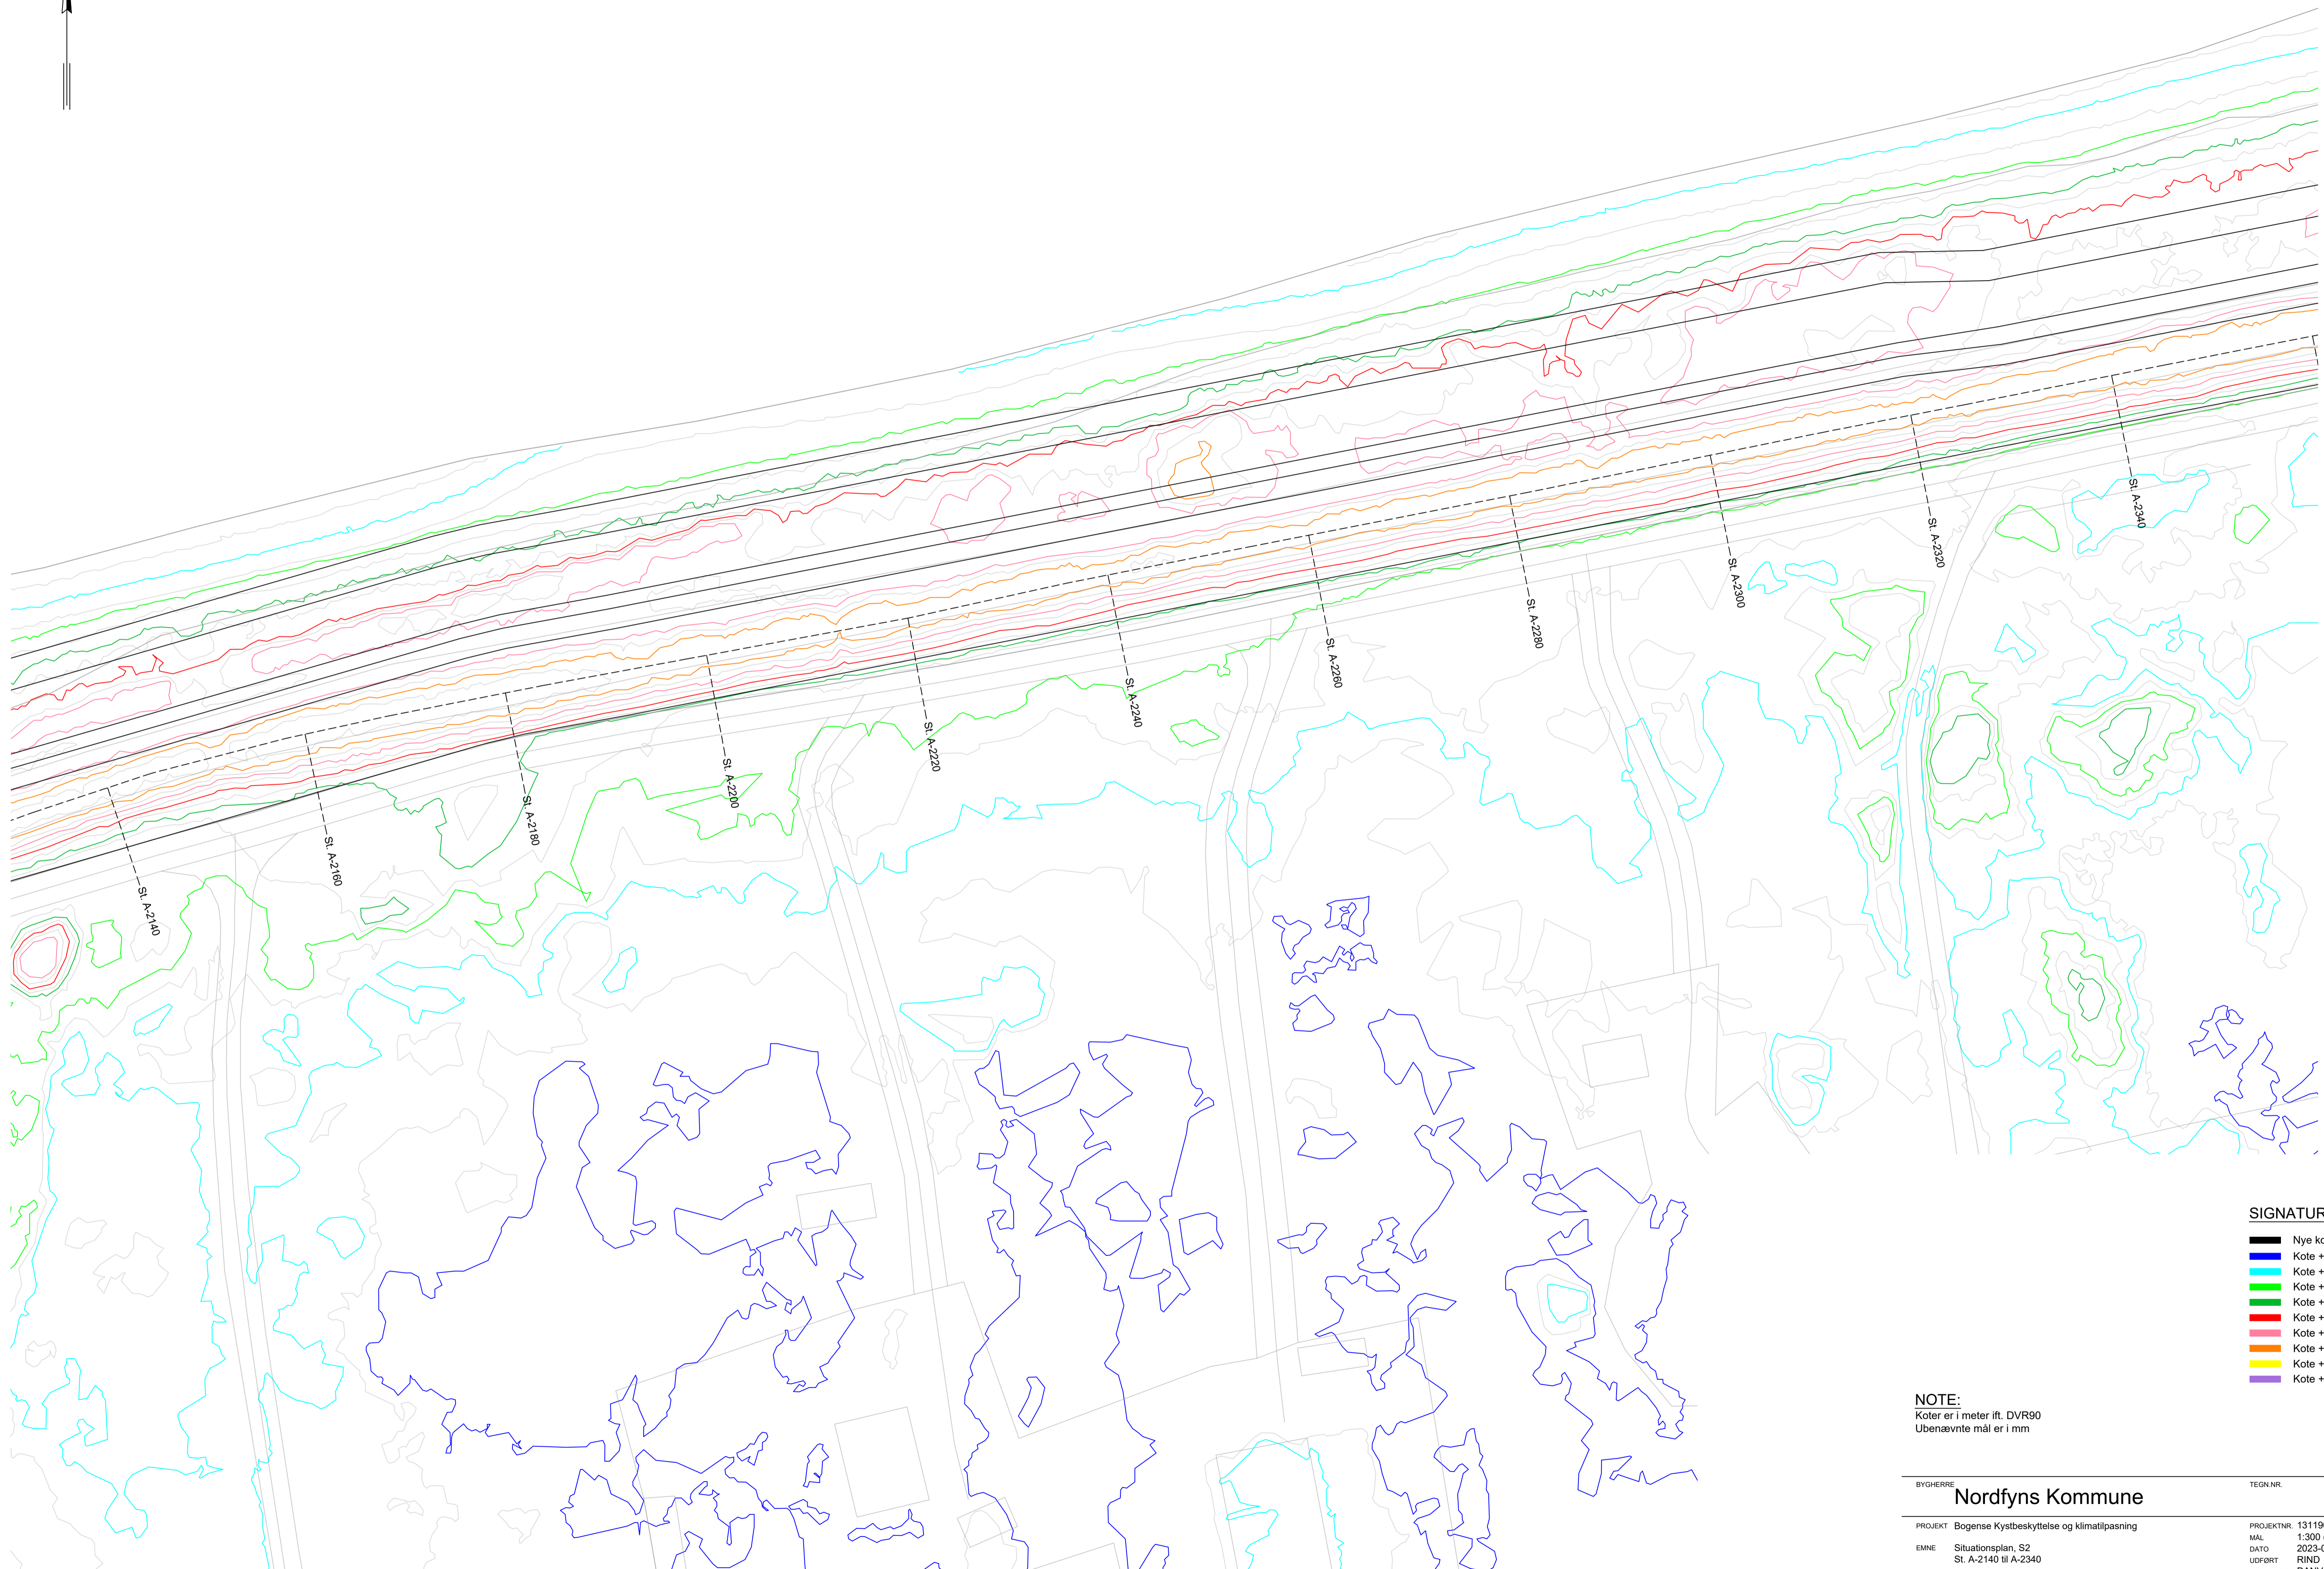 St. A-2340
St. A-2320
St. A-2300
St. A-2280
St. A-2260
St. A-2240
St. A-2220
St. A-2200
St. A-2180
St. A-2160
St. A-2140
Nye
Kote +
Kote +
Kote +
Kote +
Kote +
Kote +
Kote +
Kote +
Kote +
NOTE:
Koter er i meter ift. DVR90
Ubenævnte mål er i mm
BYGHERRE Nordfyns Kommune
TEGN.NR.
PROJEKT Bogense Kystbeskyttelse og klimatilpasning
EMNE Situationsplan, S2
St. A-2140 til A-2340
PROJEKTNR.
MÅL 1:300
DATO
UDFØRT RIND